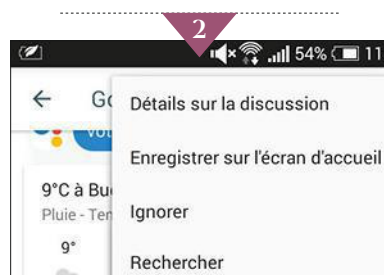 2
54% 11
Go
Détails sur la discussion
Enregistrer sur l'écran d'accueil
9°C à Bu
Pluie - Ten
Ignorer
9°
Rechercher